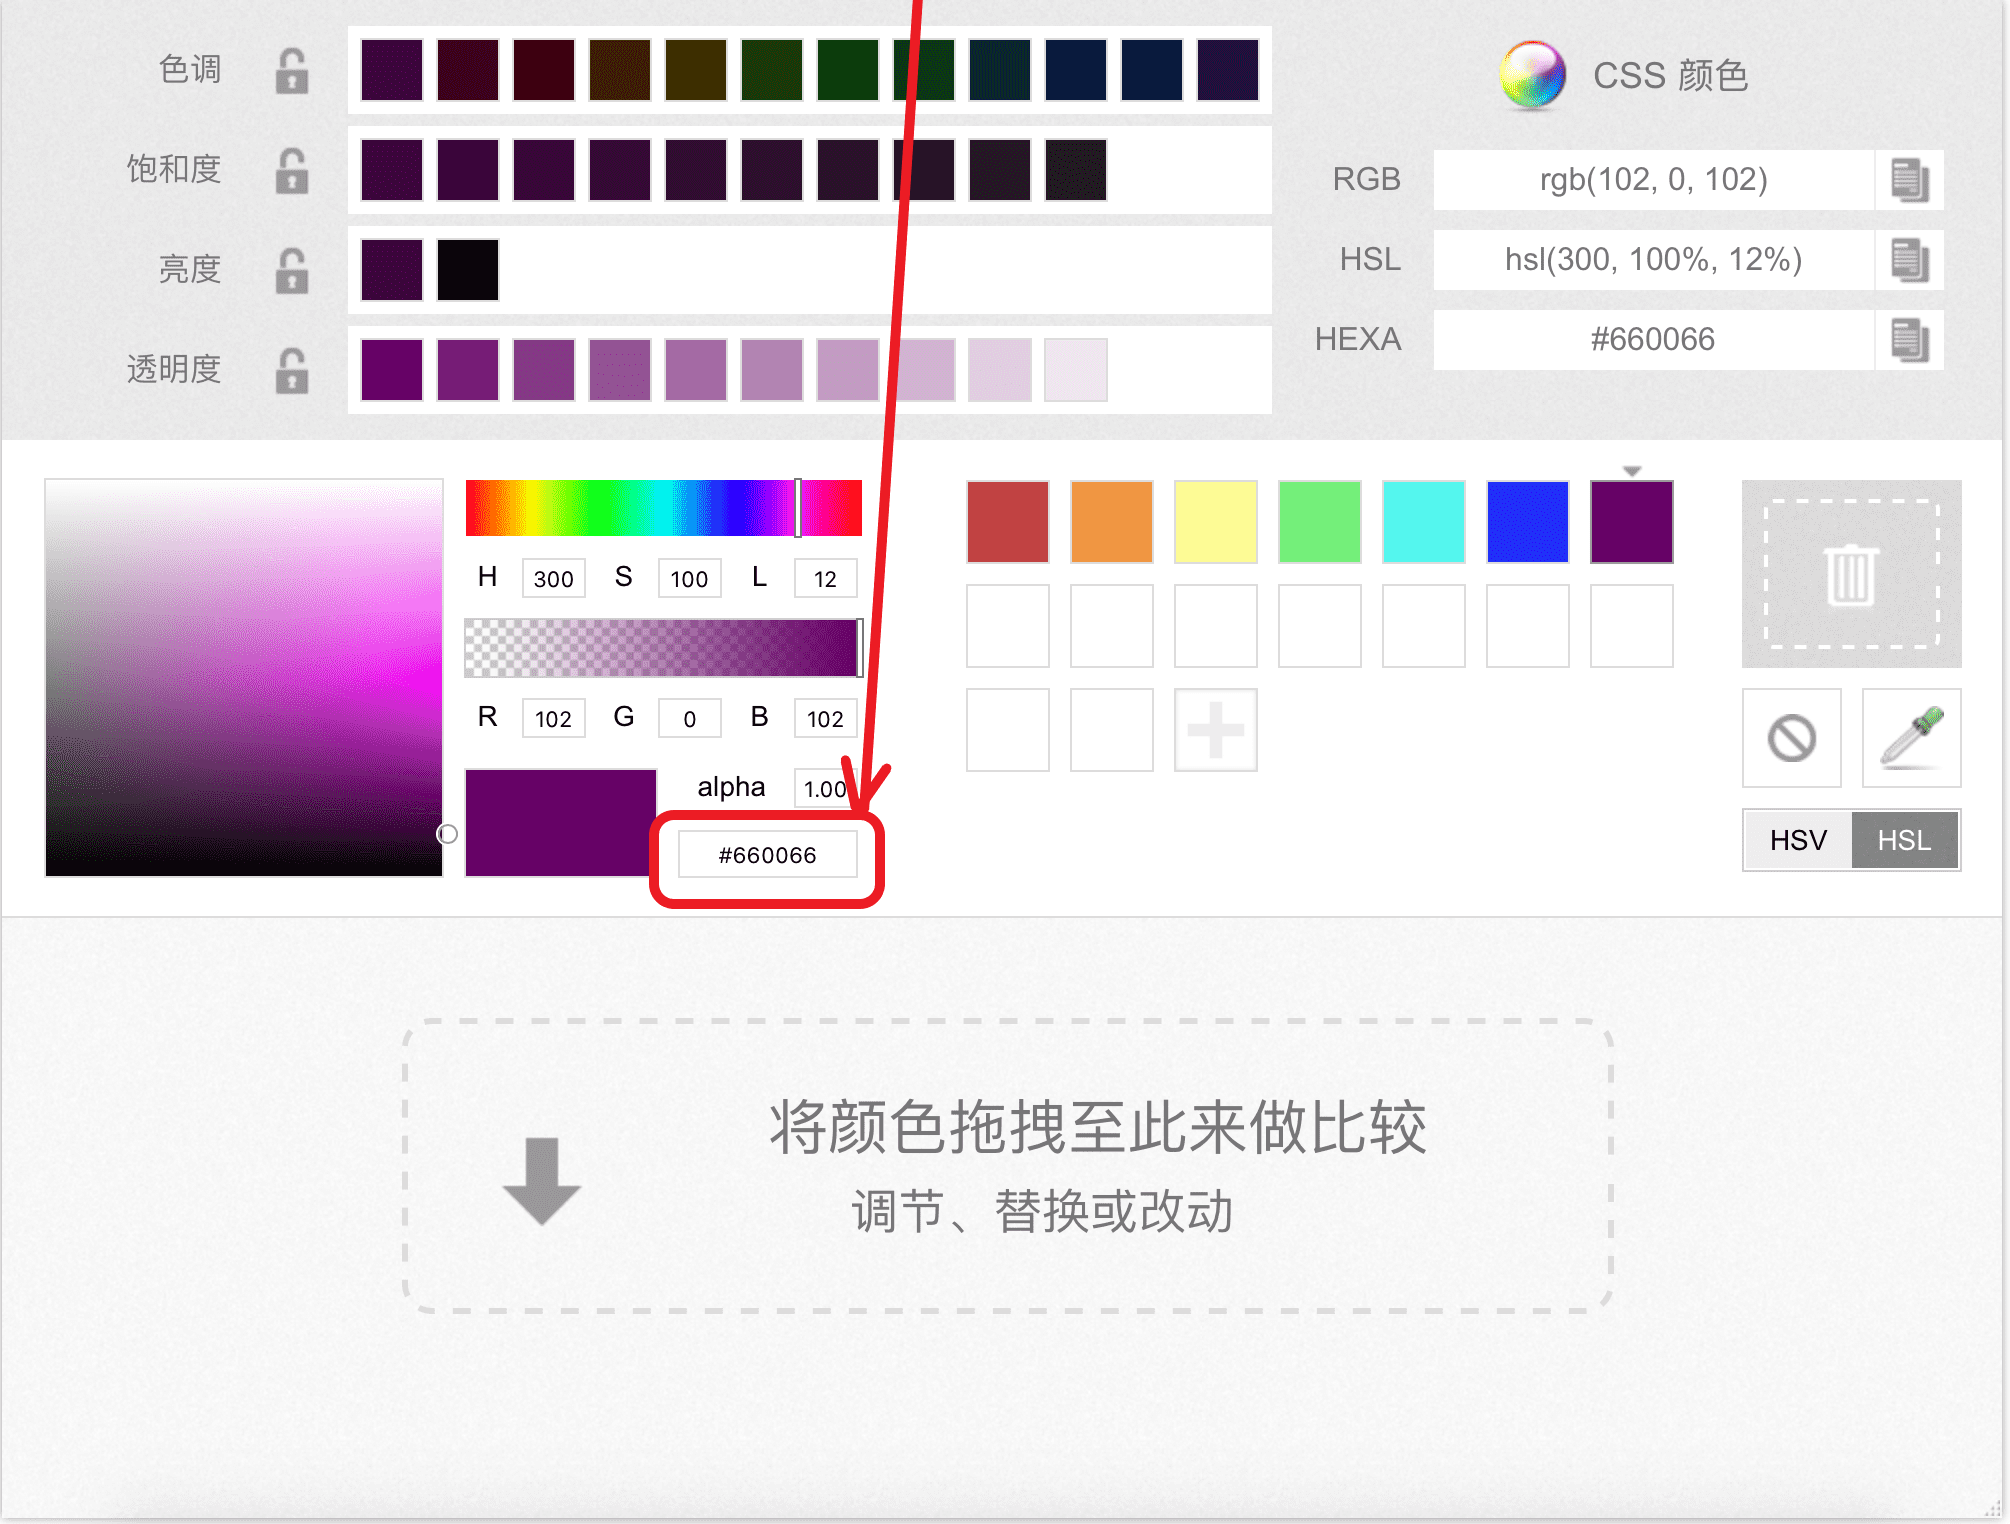 色调
饱和度
亮度
透明度
CSS 颜色
RGB rgb(102, 0, 102)
HSL hsl(300, 100%, 12%)
HEXA #660066
H 300 S 100 L 12
R 102 G 0 B 102
alpha 1.00
#660066
HSV HSL
将颜色拖拽至此来做比较
调节、替换或改动